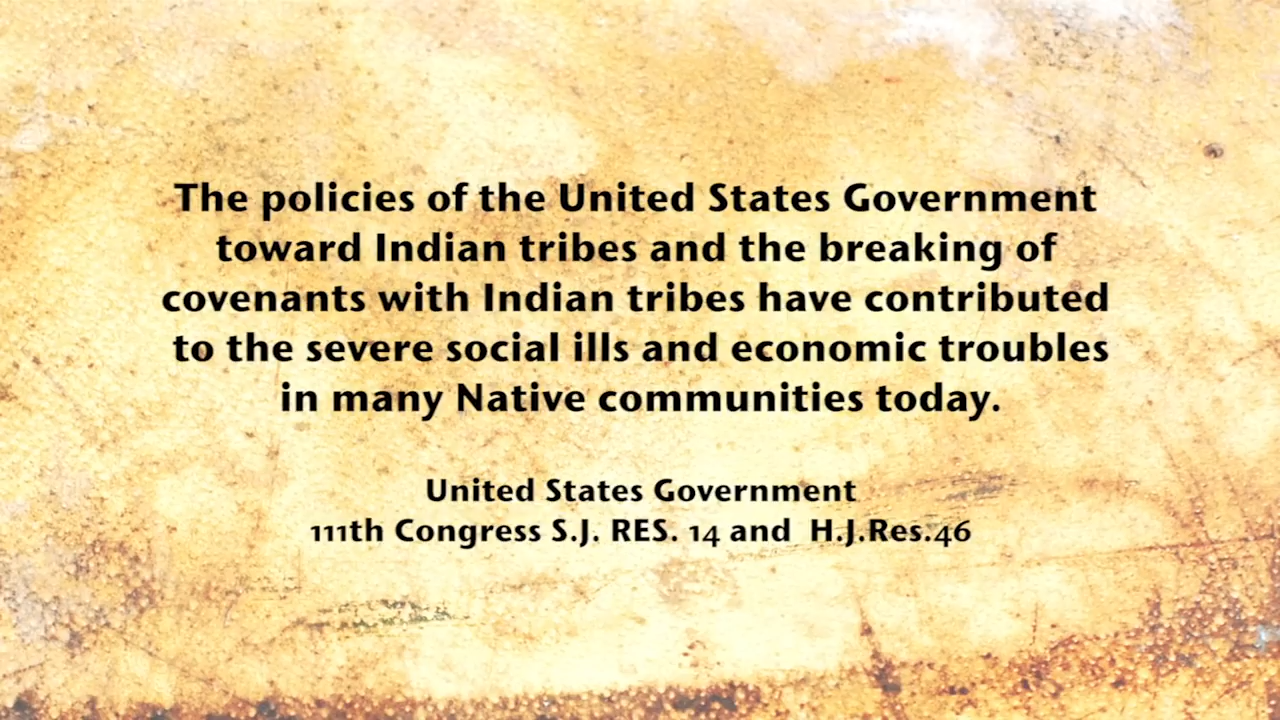 The policies of the United States Government
toward Indian tribes and the breaking of
covenants with Indian tribes have contributed
to the severe social ills and economic troubles
in many Native communities today.
United States Government
111th Congress S.J. RES. 14 and  H.J.Res.46